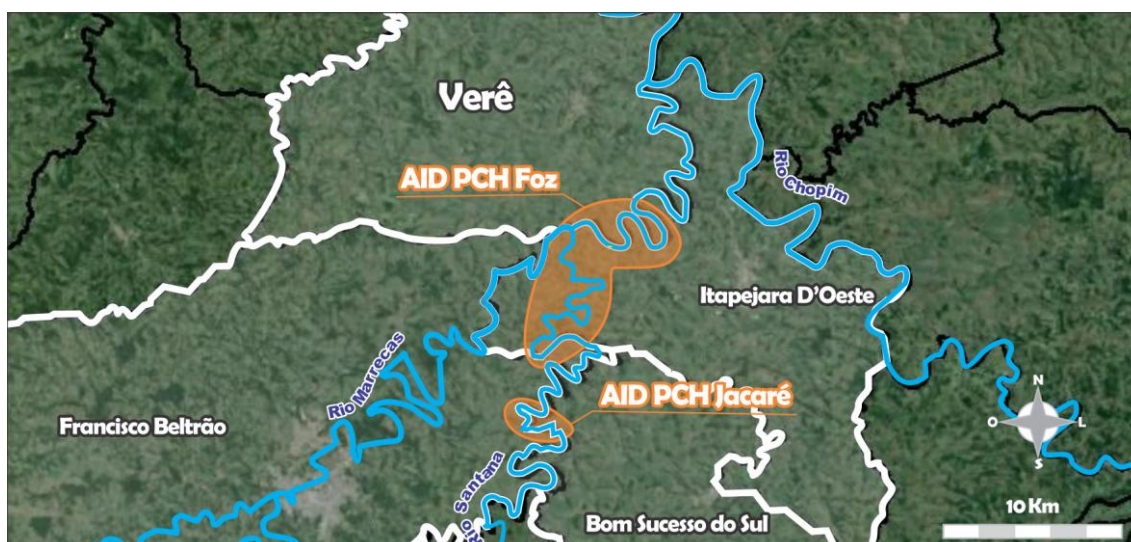 Verê
AID PCH Foz
Rio Chopim
Itapejara D'Oeste
Rio Marrecas
AID PCH Jacaré
Francisco Beltrão
N
O
L
S
Santana
10 Km
Bom Sucesso do Sul